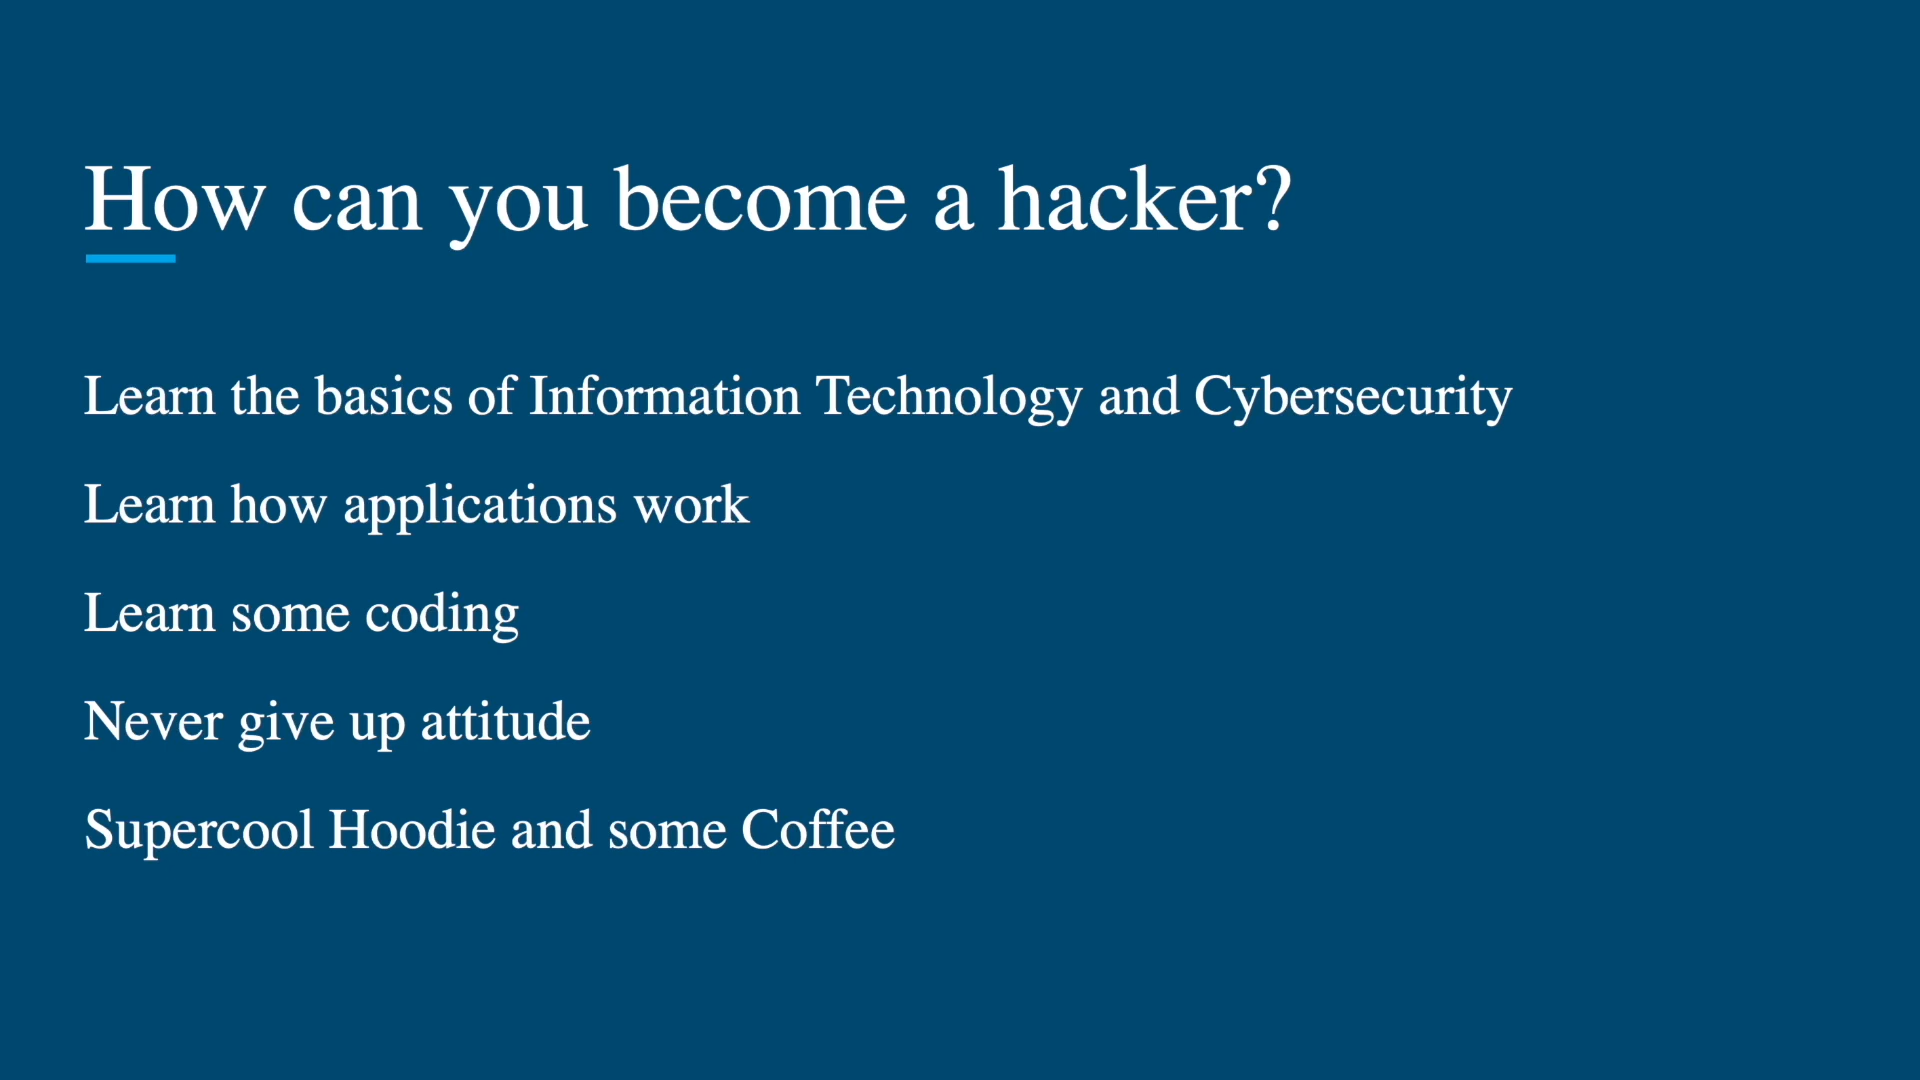 How can you become a hacker?
Learn the basics of Information Technology and Cybersecurity
Learn how applications work
Learn some coding
Never give up attitude
Supercool Hoodie and some Coffee